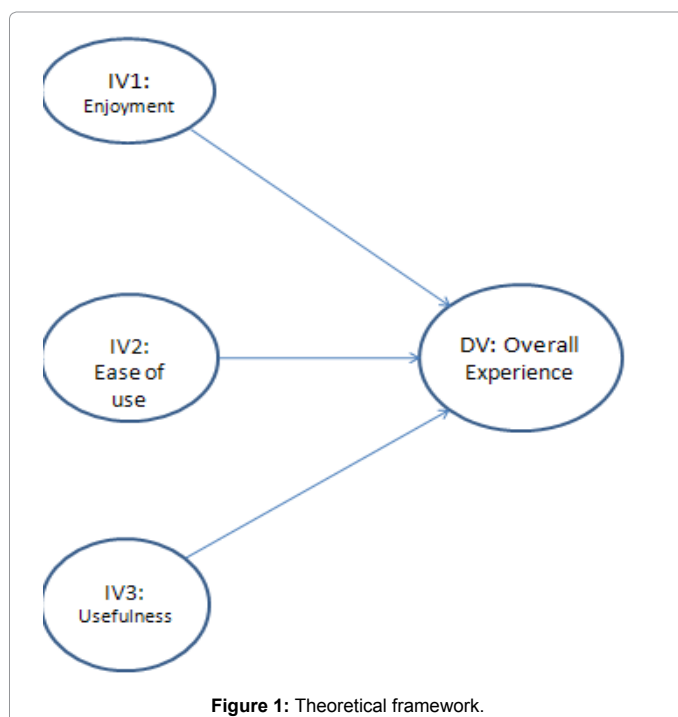 IV1:
Enjoyment
IV2:
Ease of
use
DV: Overall
Experience
IV3:
Usefulness
Figure 1: Theoretical framework.